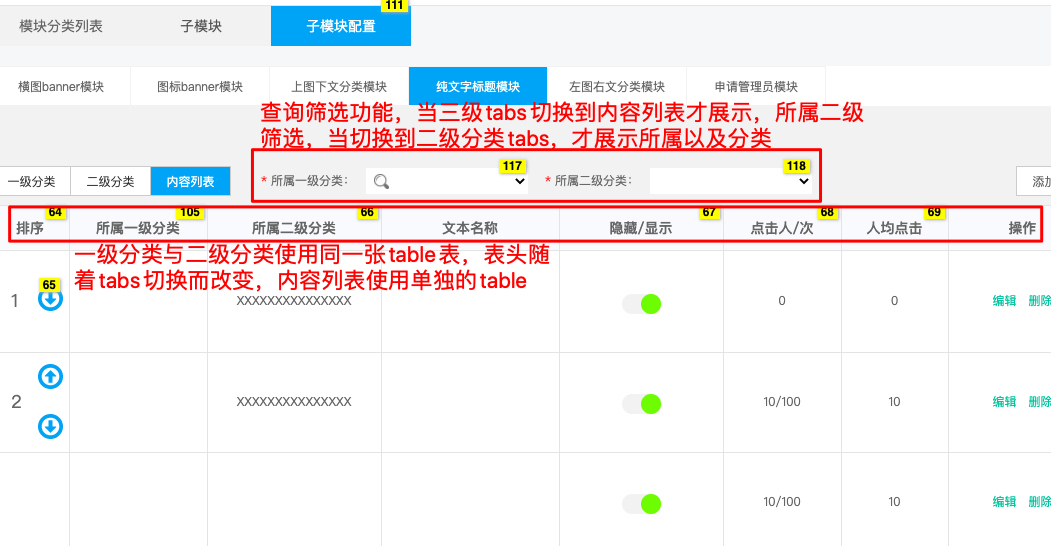 111
模块分类列表 子模块 子模块配置
横图banner模块 图标banner模块 上图下文分类模块 纯文字标题模块 左图右文分类模块 申请管理员模块
查询筛选功能，当三级tabs切换到内容列表才展示，所属二级
筛选，当切换到二级分类tabs，才展示所属以及分类
117 118
一级分类 二级分类 内容列表 * 所属一级分类： * 所属二级分类： 添加
64 105 66 67 68 69
排序 所属一级分类 所属二级分类 文本名称 隐藏/显示 点击人/次 人均点击 操作
一级分类与二级分类使用同一张table表，表头随
着tabs切换而改变，内容列表使用单独的table
65
1 XXXXXXXXXXXXXXX 0 0 编辑 删除
2 XXXXXXXXXXXXXXX 10/100 10 编辑 删除
10/100 10 编辑 删除